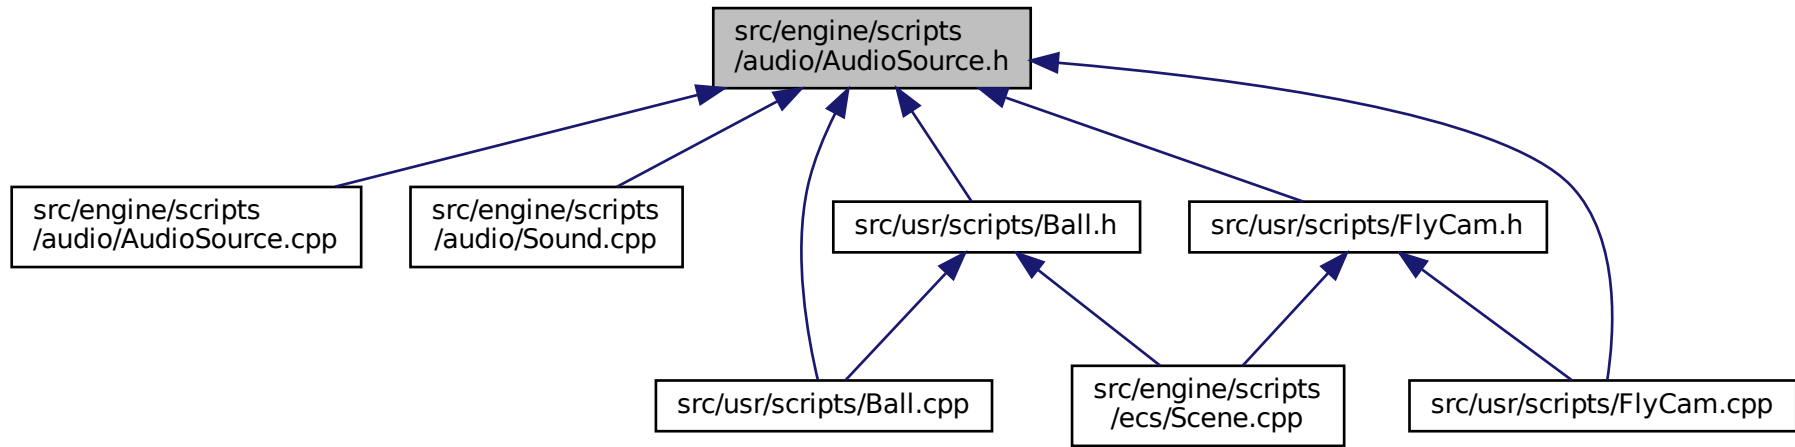 src/engine/scripts
/audio/AudioSource.h
src/engine/scripts
/audio/AudioSource.cpp
src/engine/scripts
/audio/Sound.cpp
src/usr/scripts/Ball.h
src/usr/scripts/FlyCam.h
src/usr/scripts/Ball.cpp
src/engine/scripts
/ecs/Scene.cpp
src/usr/scripts/FlyCam.cpp